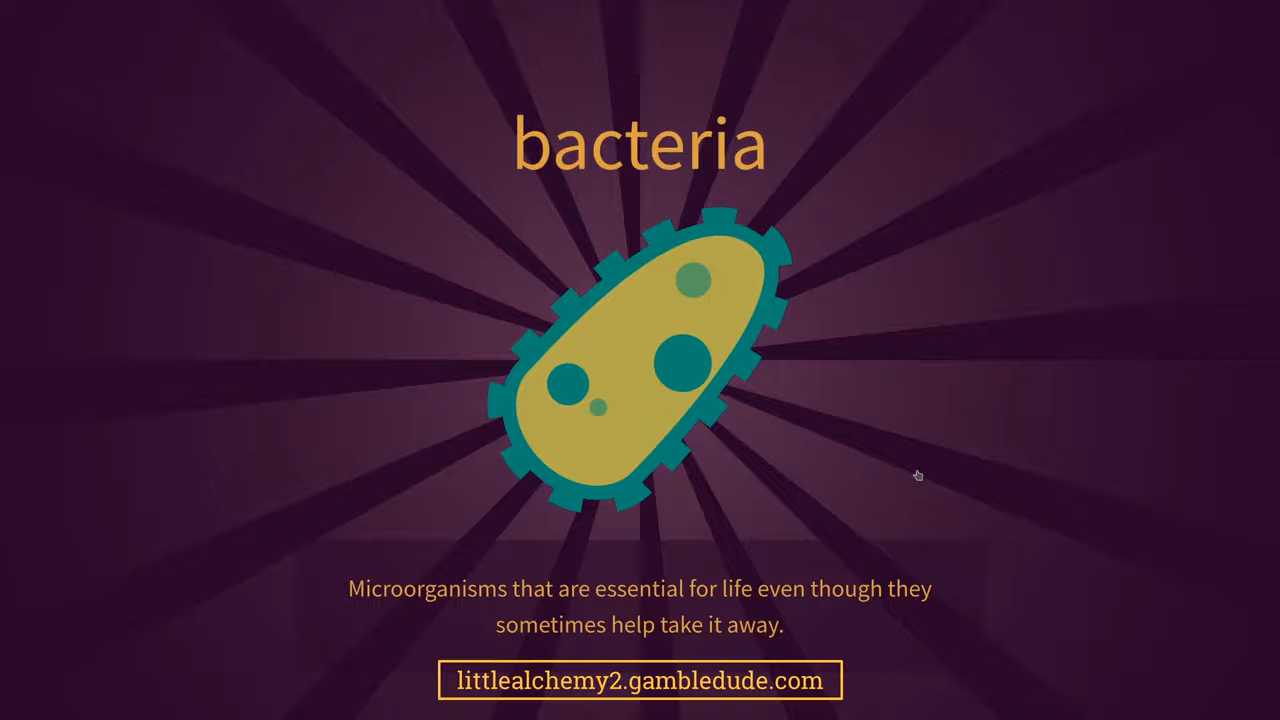 bacteria
Microorganisms that are essential for life even though they
sometimes help take it away.
littlealchemy2.gambledude.com